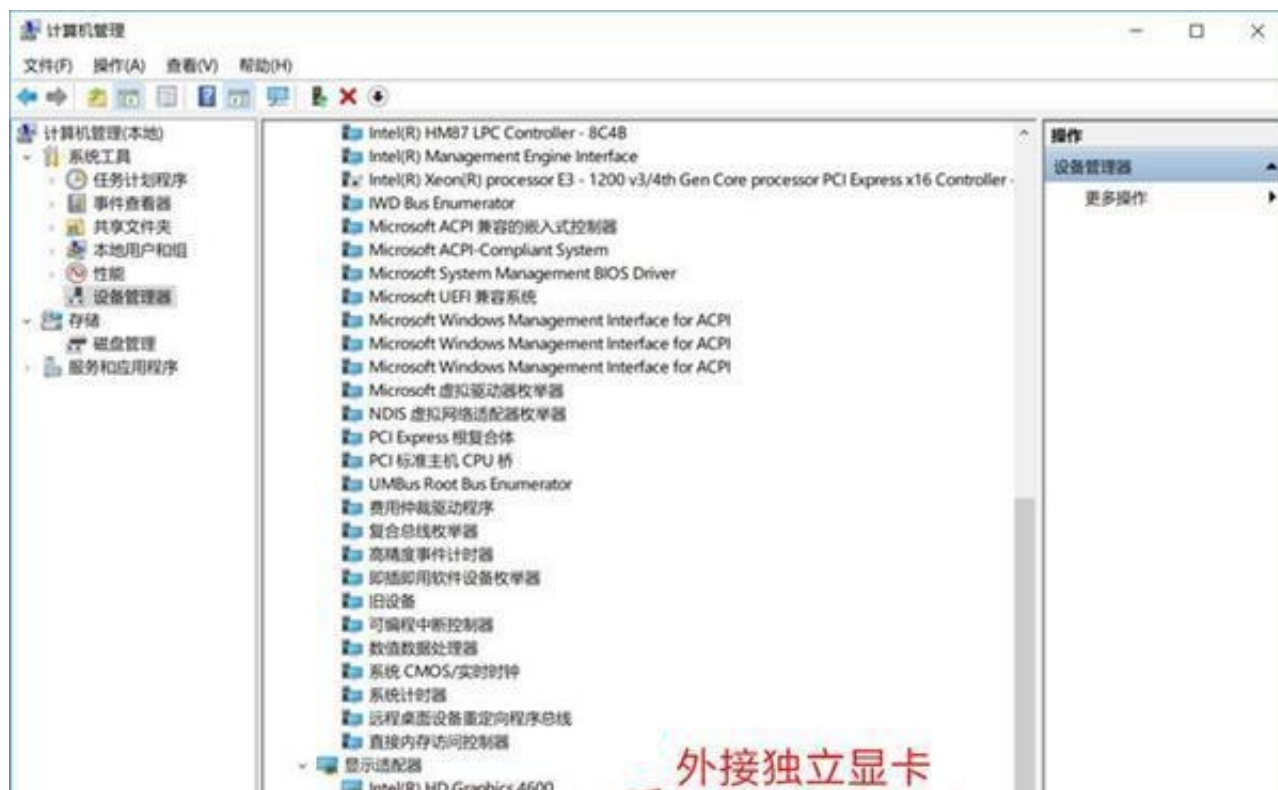 计算机管理
文件(F) 操作(A) 查看(V) 帮助(H)
计算机管理(本地)
系统工具
任务计划程序
事件查看器
共享文件夹
本地用户和组
性能
设备管理器
存储
磁盘管理
服务和应用程序
Intel(R) HM87 LPC Controller - 8C4B
Intel(R) Management Engine Interface
Intel(R) Xeon(R) processor E3 - 1200 v3/4th Gen Core processor PCI Express x16 Controller -
IWD Bus Enumerator
Microsoft ACPI 兼容的嵌入式控制器
Microsoft ACPI-Compliant System
Microsoft System Management BIOS Driver
Microsoft UEFI 兼容系统
Microsoft Windows Management Interface for ACPI
Microsoft Windows Management Interface for ACPI
Microsoft Windows Management Interface for ACPI
Microsoft 虚拟驱动器枚举器
NDIS 虚拟网络适配器枚举器
PCI Express 根复合体
PCI 标准主机 CPU 桥
UMBus Root Bus Enumerator
费用仲裁驱动程序
复合总线枚举器
高精度事件计时器
即插即用软件设备枚举器
旧设备
可编程中断控制器
数值数据处理器
系统 CMOS/实时时钟
系统计时器
远程桌面设备重定向程序总线
直接内存访问控制器
显示适配器
Intel(R) HD Graphics 4600
外接独立显卡
操作
设备管理器
更多操作